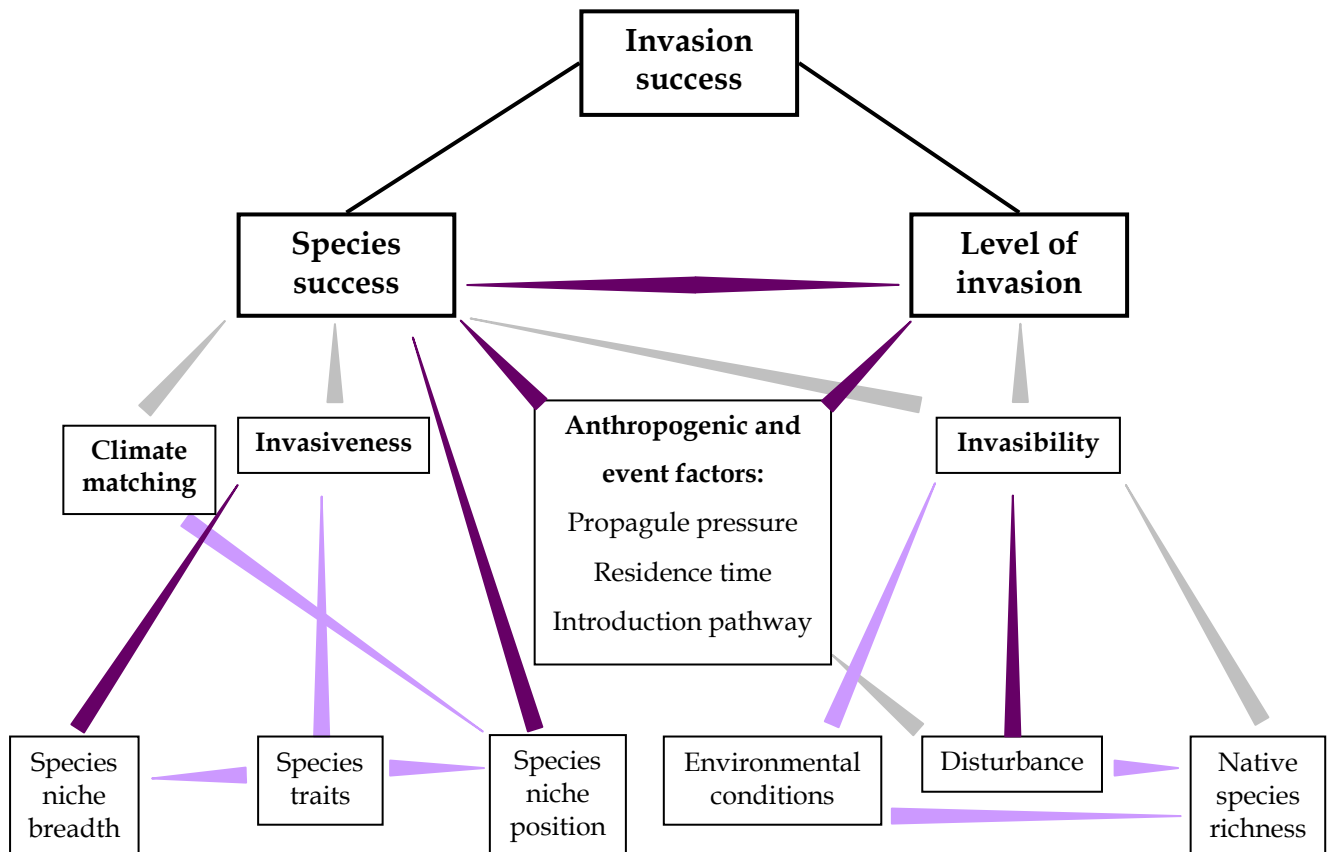 Invasion
success
Species
success
Level of
invasion
Climate
matching
Invasiveness
Anthropogenic and
event factors:
Propagule pressure
Residence time
Introduction pathway
Invasibility
Species
niche
breadth
Species
traits
Species
niche
position
Environmental
conditions
Disturbance
Native
species
richness